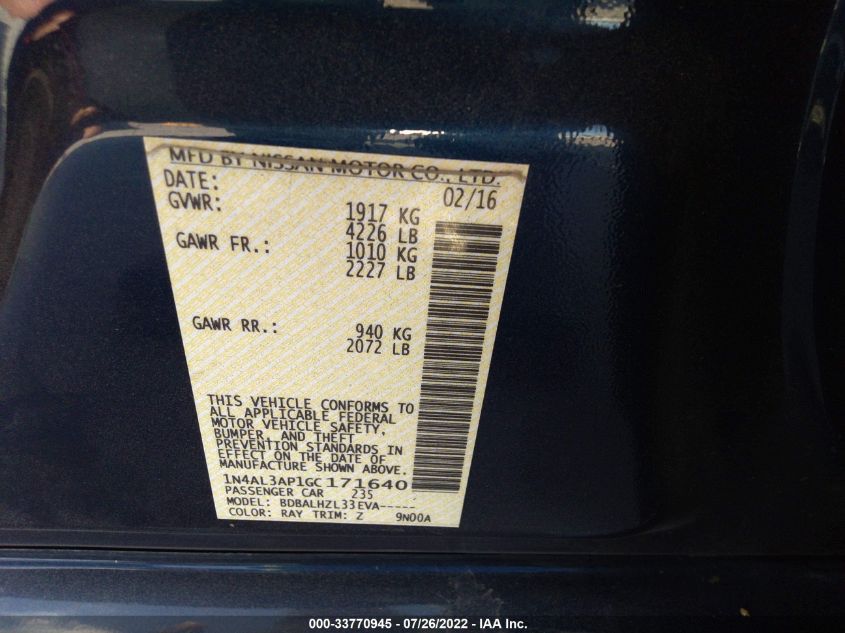 MFD BY NISSAN MOTOR CO., LTD.
DATE: 02/16
GVWR: 1917 KG
4226 LB
GAWR FR.: 1010 KG
2227 LB
GAWR RR.: 940 KG
2072 LB
THIS VEHICLE CONFORMS TO
ALL APPLICABLE FEDERAL
MOTOR VEHICLE SAFETY,
BUMPER, AND THEFT
PREVENTION STANDARDS IN
EFFECT ON THE DATE OF
MANUFACTURE SHOWN ABOVE.
1N4AL3AP1GC171640
PASSENGER CAR 235
MODEL: BDBALHZL33EVA-----
COLOR: RAY TRIM: Z 9N00A
000-33770945 - 07/26/2022 - IAA Inc.